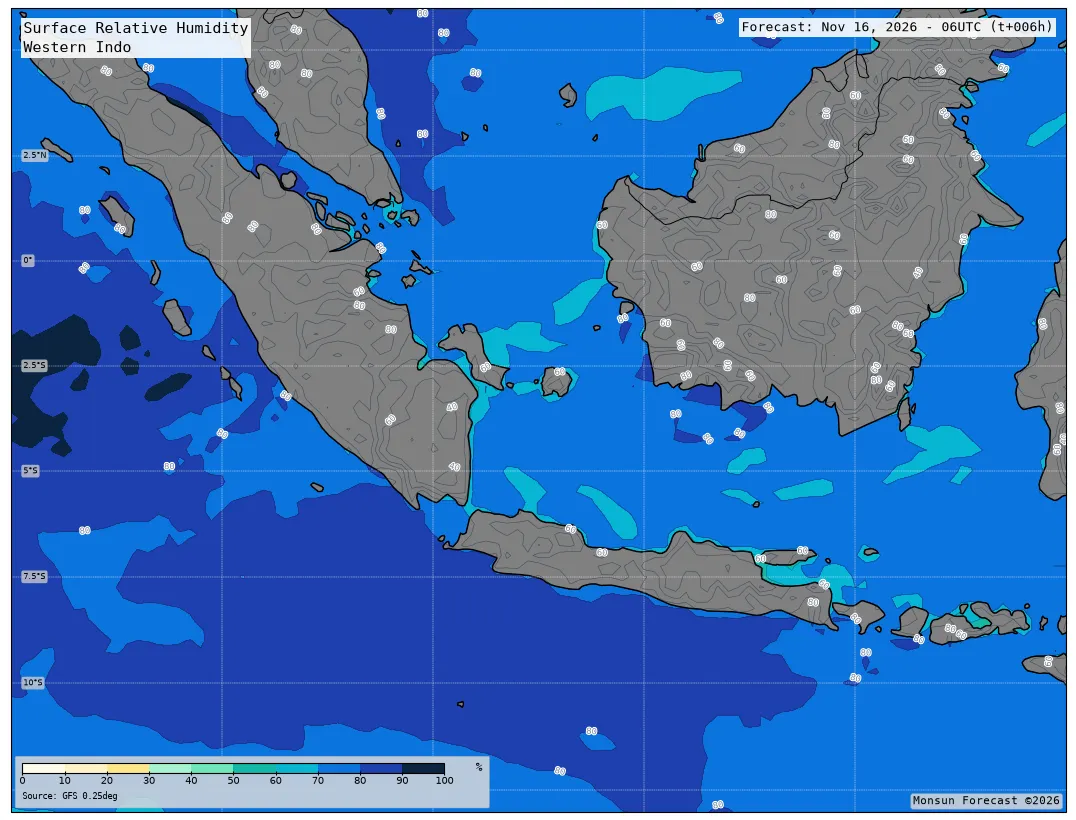 Surface Relative Humidity
Western Indo
Forecast: Nov 16, 2026 - 06UTC (t+006h)
2.5°N
0°
2.5°S
5°S
7.5°S
10°S
0 10 20 30 40 50 60 70 80 90 100 %
Source: GFS 0.25deg
Monsun Forecast ©2026